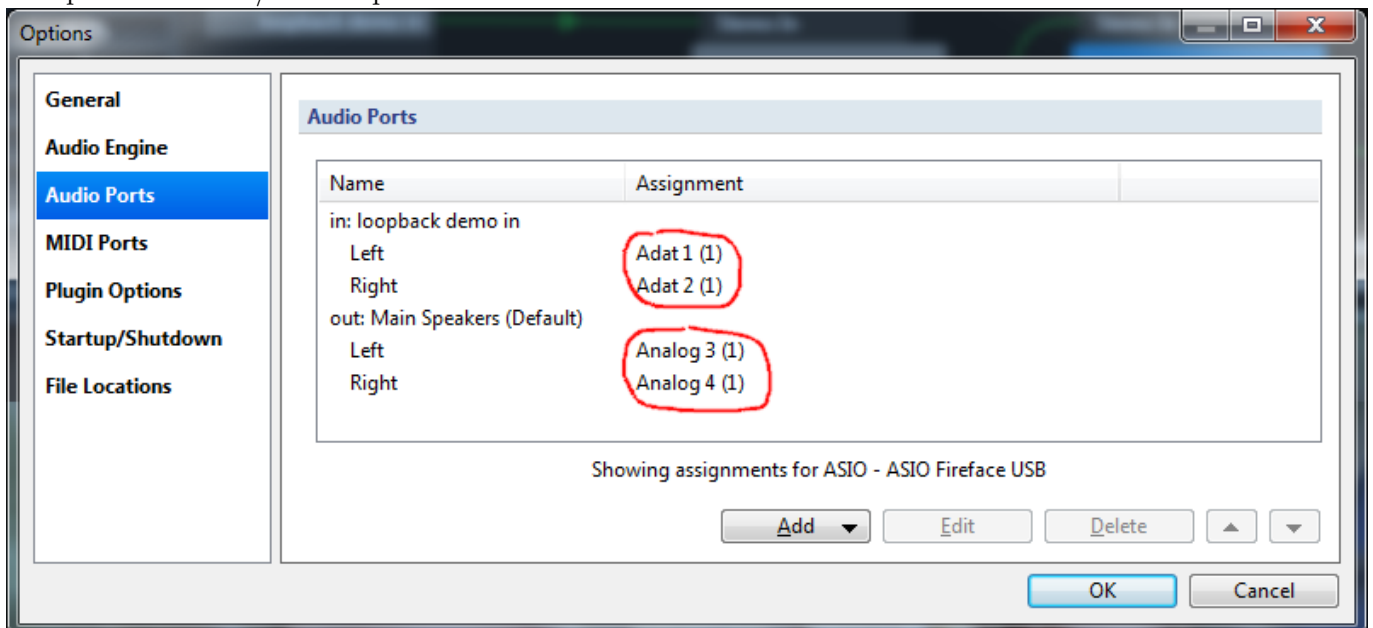 Options
General
Audio Engine
Audio Ports
MIDI Ports
Plugin Options
Startup/Shutdown
File Locations
Audio Ports
Name Assignment
in: loopback demo in
Left Adat 1 (1)
Right Adat 2 (1)
out: Main Speakers (Default)
Left Analog 3 (1)
Right Analog 4 (1)
Showing assignments for ASIO - ASIO Fireface USB
Add Edit Delete
OK Cancel